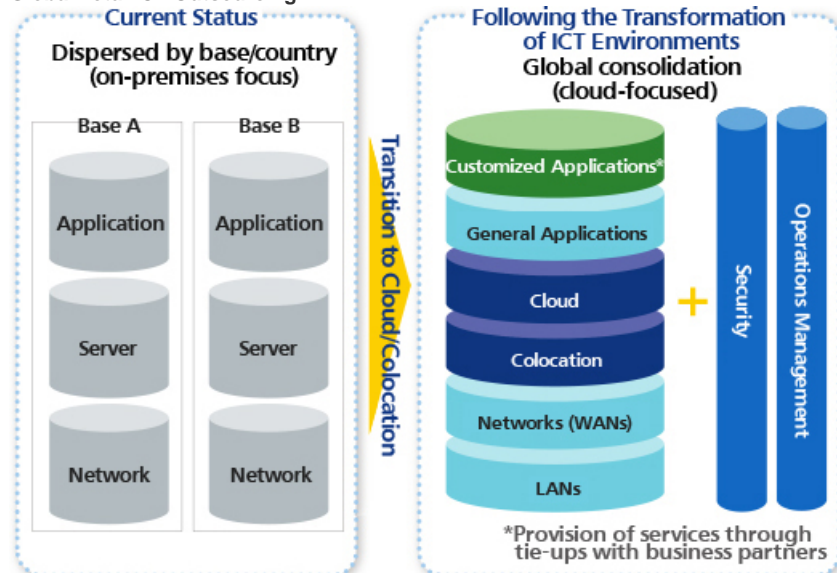 Current Status
Dispersed by base/country
(on-premises focus)
Base A
Base B
Application
Application
Server
Server
Network
Network
Transition to Cloud/Colocation
Following the Transformation
of ICT Environments
Global consolidation
(cloud-focused)
Customized Applications*
General Applications
Cloud
Colocation
Networks (WANs)
LANs
+
Security
Operations Management
*Provision of services through
tie-ups with business partners